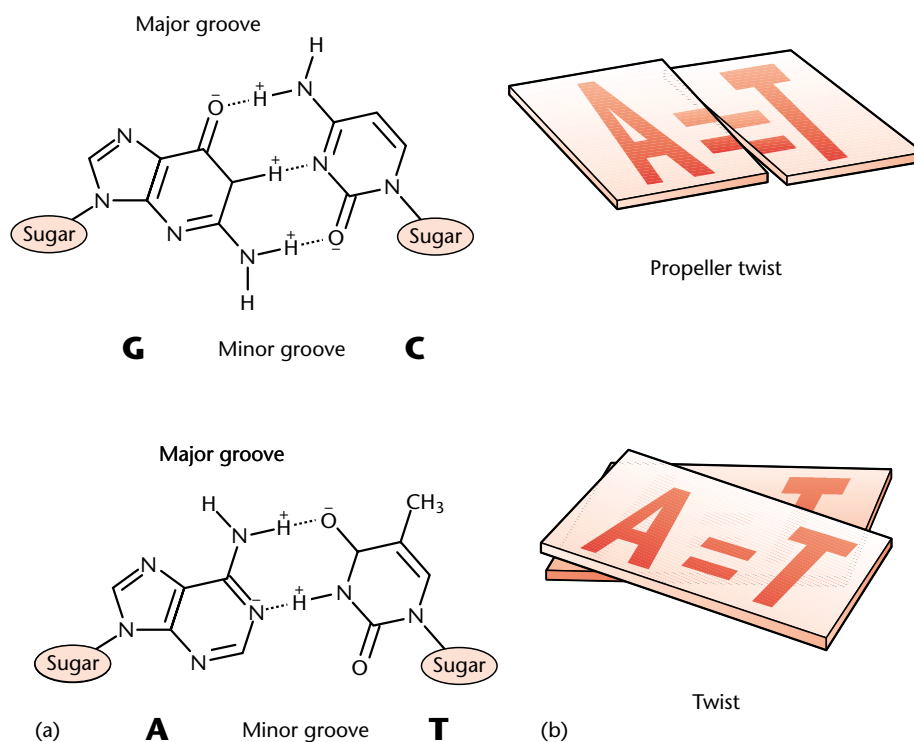 Major groove
H
O
−
H
+
N
N
H
+
N
N
N
N
H
+
O
−
N
Sugar
N
H
Sugar
G
Minor groove
C
A=T
Propeller twist
Major groove
H
N
H
+
O
−
CH3
N
N
−
H
+
N
N
N
N
O
Sugar
Sugar
(a)
A
Minor groove
T
T
A=T
Twist
(b)